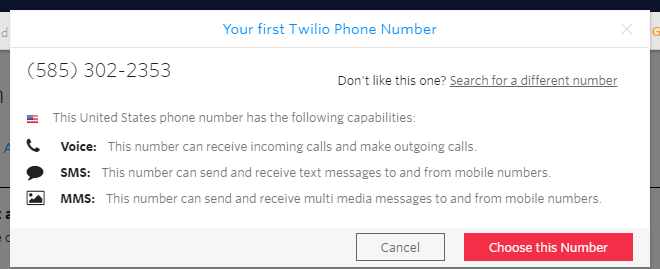 Your first Twilio Phone Number
(585) 302-2353
Don't like this one? Search for a different number
This United States phone number has the following capabilities:
Voice: This number can receive incoming calls and make outgoing calls.
SMS: This number can send and receive text messages to and from mobile numbers.
MMS: This number can send and receive multi media messages to and from mobile numbers.
Cancel
Choose this Number